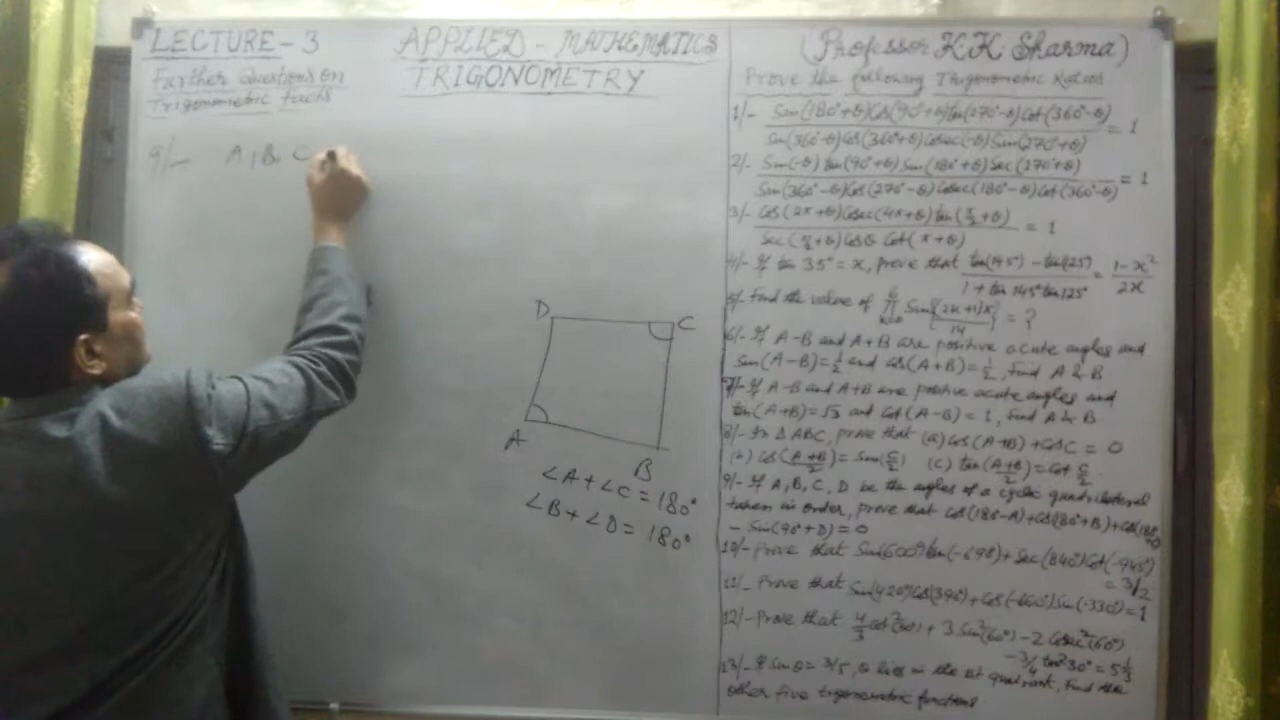 LECTURE-3
Further Questions on
Trigonometric facts
APPLIED - MATHEMATICS
TRIGONOMETRY
9/- A, B, C
D C
A B
∠A+∠C=180°
∠B+∠D=180°
(Professor K.K. Sharma)
Prove the following Trigonometric Ratios
1/- Sin(180°+θ)Cos(90°+θ)tan(270°-θ)Cot(360°-θ)
Sin(360°-θ)Cos(360°+θ)Cosec(-θ)Sin(270°+θ) = 1
2/- Sin(-θ) tan(90°+θ) Sin(180°+θ) Sec(270°+θ)
Sin(360°-θ)Cos(270°-θ)Cosec(180°-θ)Cot(360°-θ) = 1
3/- Cos(2π+θ)Cosec(4π+θ)tan(π/2+θ)
Sec(π/2+θ)Cosθ Cot(π+θ) = 1
4/- If tan 35° = x, prove that tan(145°) - tan(125°)
1 + tan 145° tan 125° = 1-x²
2x
5/- Find the value of Sin = ?
14
6/- If A-B and A+B are positive acute angles and
Sin(A-B)=1/2 and cos(A+B)=1/2, find A & B
7/- If A-B and A+B are positive acute angles and
tan(A+B)=√3 and Cot(A-B)=1, find A & B
8/- In Δ ABC, prove that (a) Cos(A+B)+CosC = 0
(b) Cos(A+B/2) = Sin(C/2) (c) tan(A+B/2) = Cot C/2
9/- If A, B, C, D be the angles of a cyclic quadrilateral
taken in order, prove that Cos(180-A)+Cos(180°+B)+Cos(180+C)
- Sin(90°+D)=0
10/- Prove that Sin(600°)tan(-690°)+Sec(840°)Cot(-945°)
= 3/2
11/- Prove that Sin(420°)Cos(390°)+Cos(-660°)Sin(-330°)=1
12/- Prove that 4/3 cot²(30°) + 3 Sin²(60°) - 2 Cosec²(60°)
- 3/4 tan²30° = 3 1/3
13/- If Sinθ = 3/5, θ lies in the quadrant, find the
other five trigonometric functions